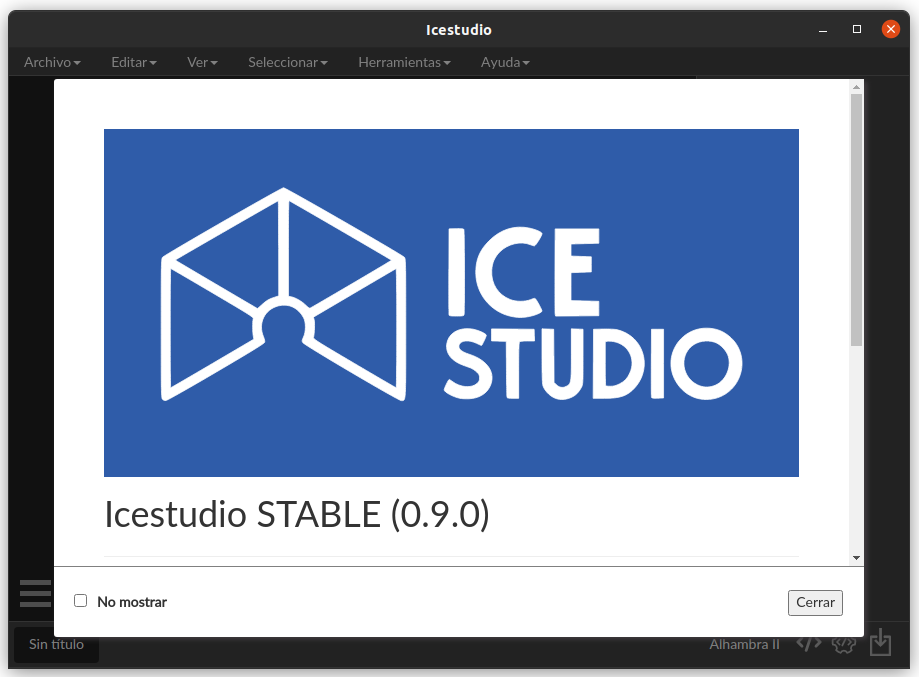 Icestudio
Archivo Editar Ver Seleccionar Herramientas Ayuda
ICE
STUDIO
Icestudio STABLE (0.9.0)
No mostrar
Cerrar
Sin título
Alhambra II